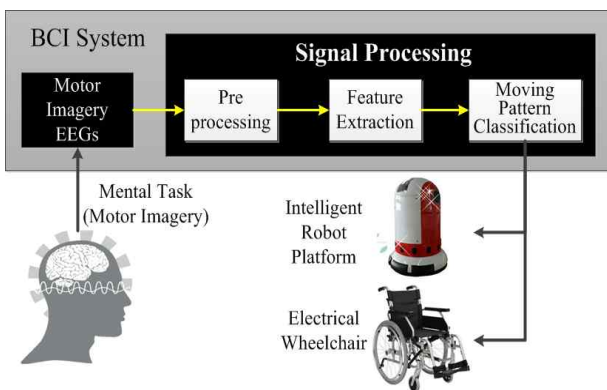 BCI System
Signal Processing
Motor
Imagery
EEGs
Pre
processing
Feature
Extraction
Moving
Pattern
Classification
Mental Task
(Motor Imagery)
Intelligent
Robot
Platform
Electrical
Wheelchair